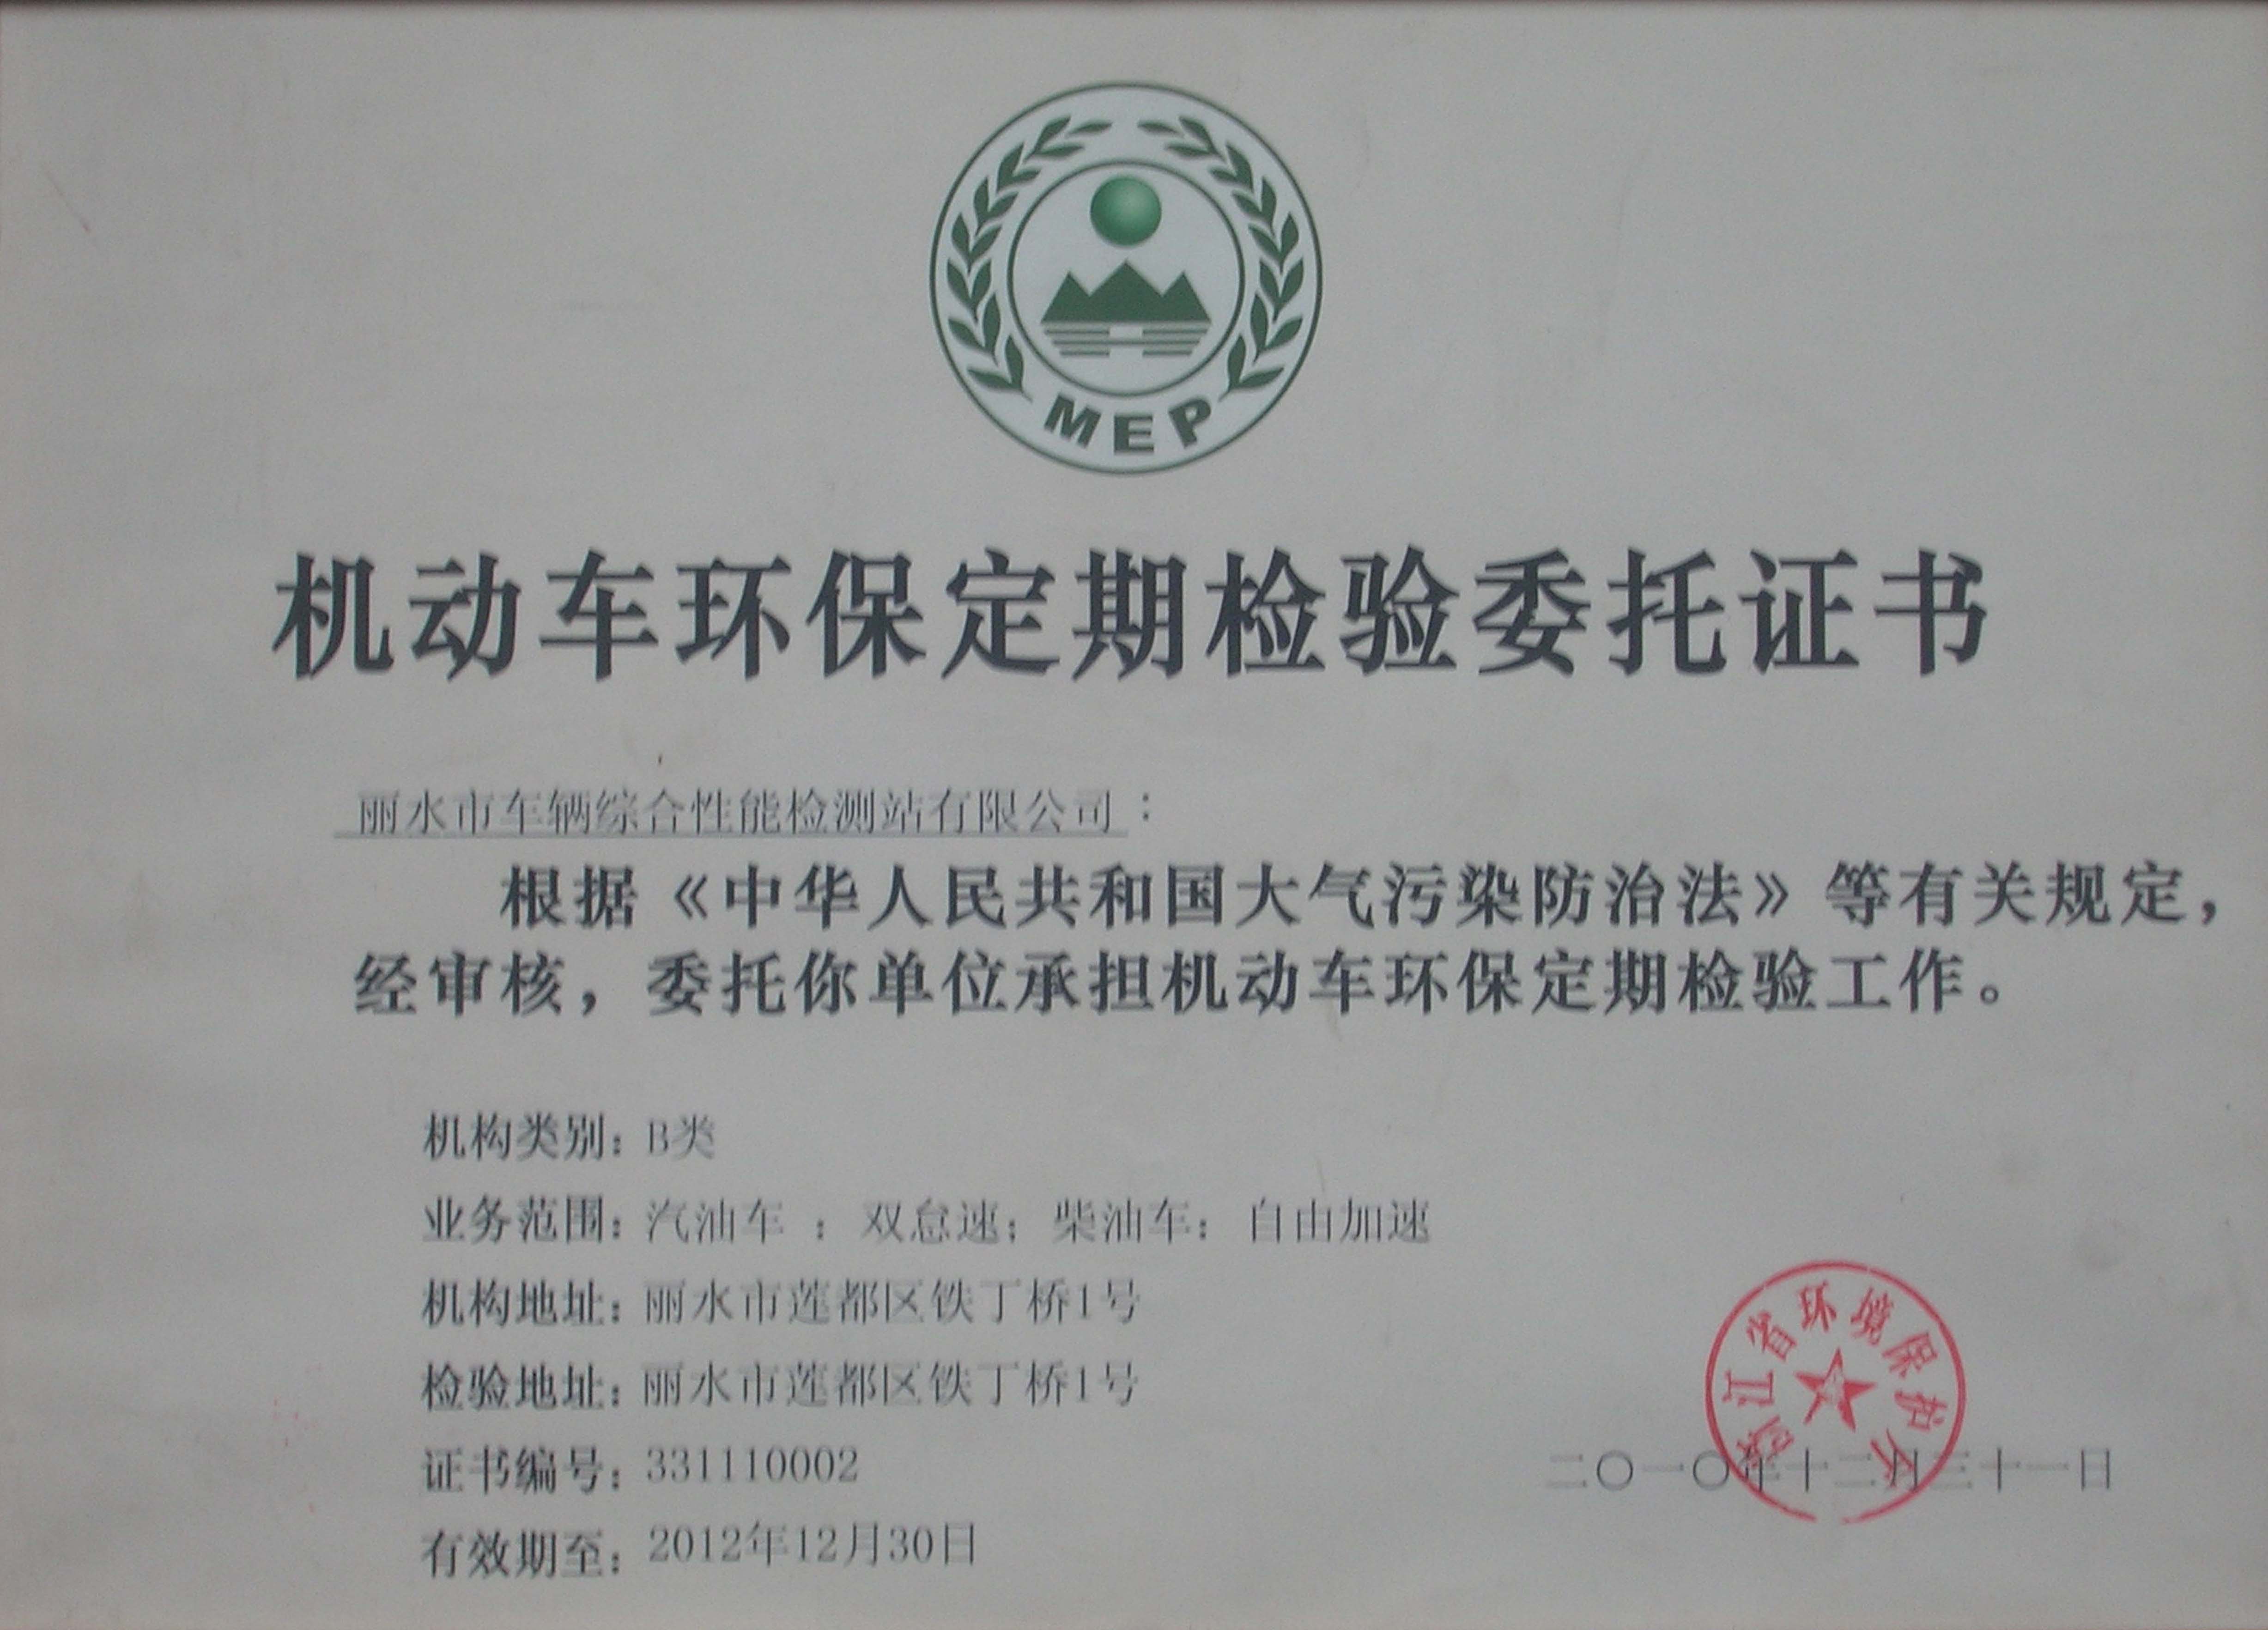 MEP
机动车环保定期检验委托证书
丽水市车辆综合性能检测站有限公司：
根据《中华人民共和国大气污染防治法》等有关规定，
经审核，委托你单位承担机动车环保定期检验工作。
机构类别：B类
业务范围：汽油车 ：双怠速；柴油车：自由加速
机构地址：丽水市莲都区铁丁桥1号
检验地址：丽水市莲都区铁丁桥1号
证书编号：331110002
有效期至：2012年12月30日
浙江省环境保护厅
二〇一〇年十二月三十一日